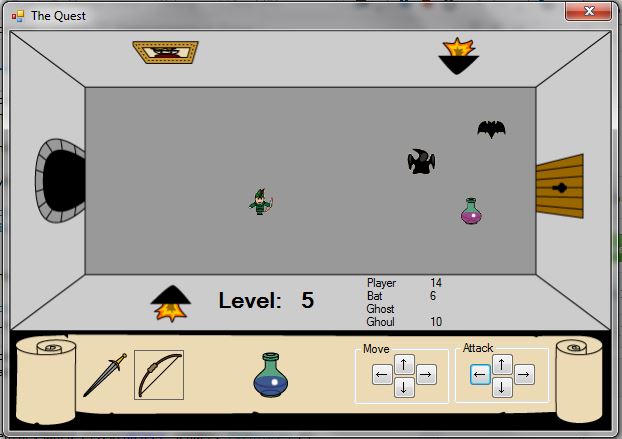 The Quest
Level: 5
Player 14
Bat 6
Ghost
Ghoul 10
Move
Attack
↑
← →
↓
↑
← →
↓